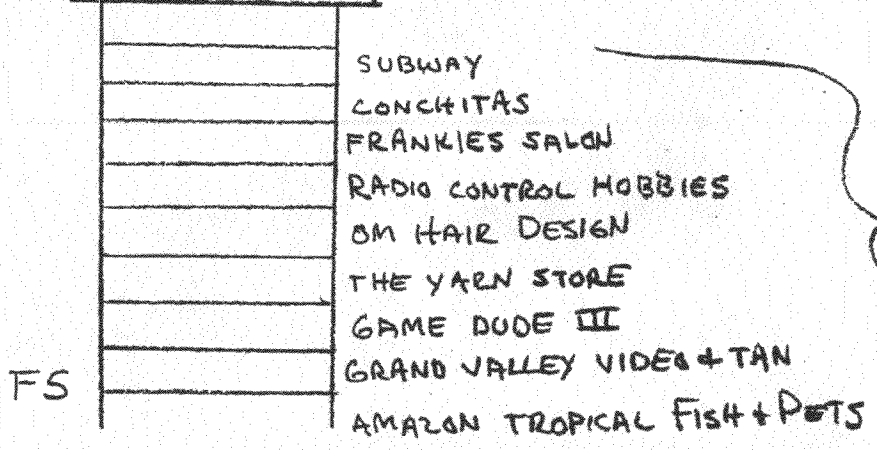 SUBWAY
CONCHITAS
FRANKIES SALON
RADIO CONTROL HOBBIES
OM HAIR DESIGN
THE YARN STORE
GAME DUDE III
GRAND VALLEY VIDEO & TAN
FS
AMAZON TROPICAL FISH & PETS